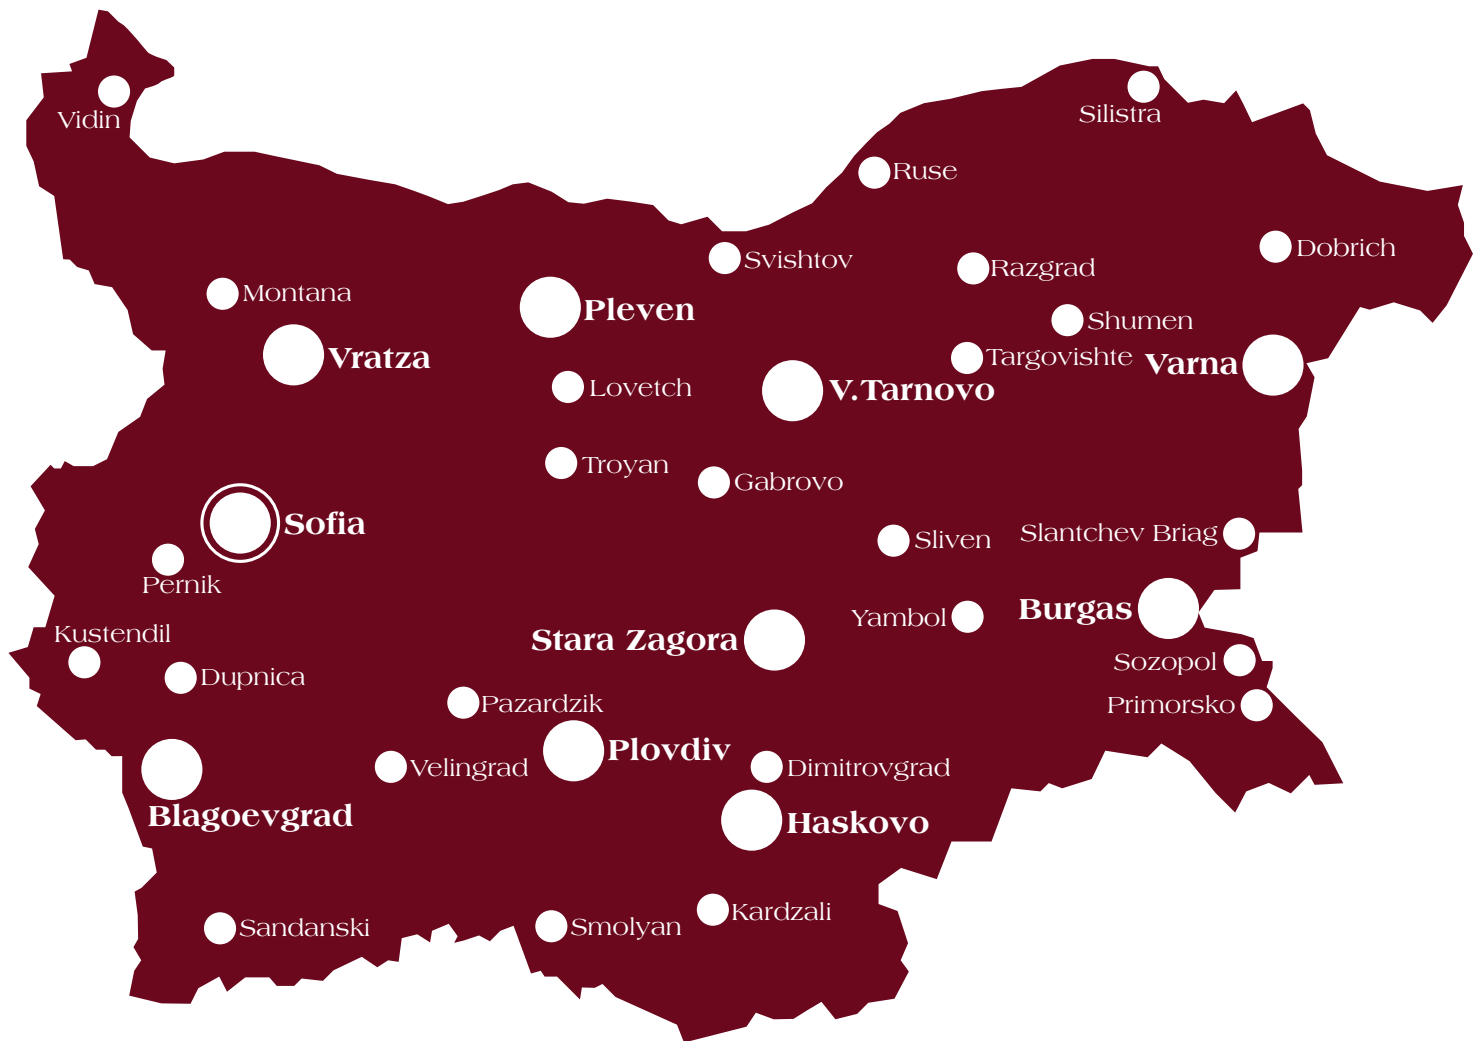 Silistra
Vidin
Ruse
Dobrich
Svishtov
Razgrad
Montana
Pleven
Shumen
Vratza
Targovishte
Varna
Lovetch
V.Tarnovo
Troyan
Gabrovo
Sofia
Sliven
Slantchev Briag
Pernik
Burgas
Yambol
Kustendil
Stara Zagora
Sozopol
Dupnica
Pazardzik
Primorsko
Plovdiv
Velingrad
Dimitrovgrad
Blagoevgrad
Haskovo
Kardzali
Sandanski
Smolyan